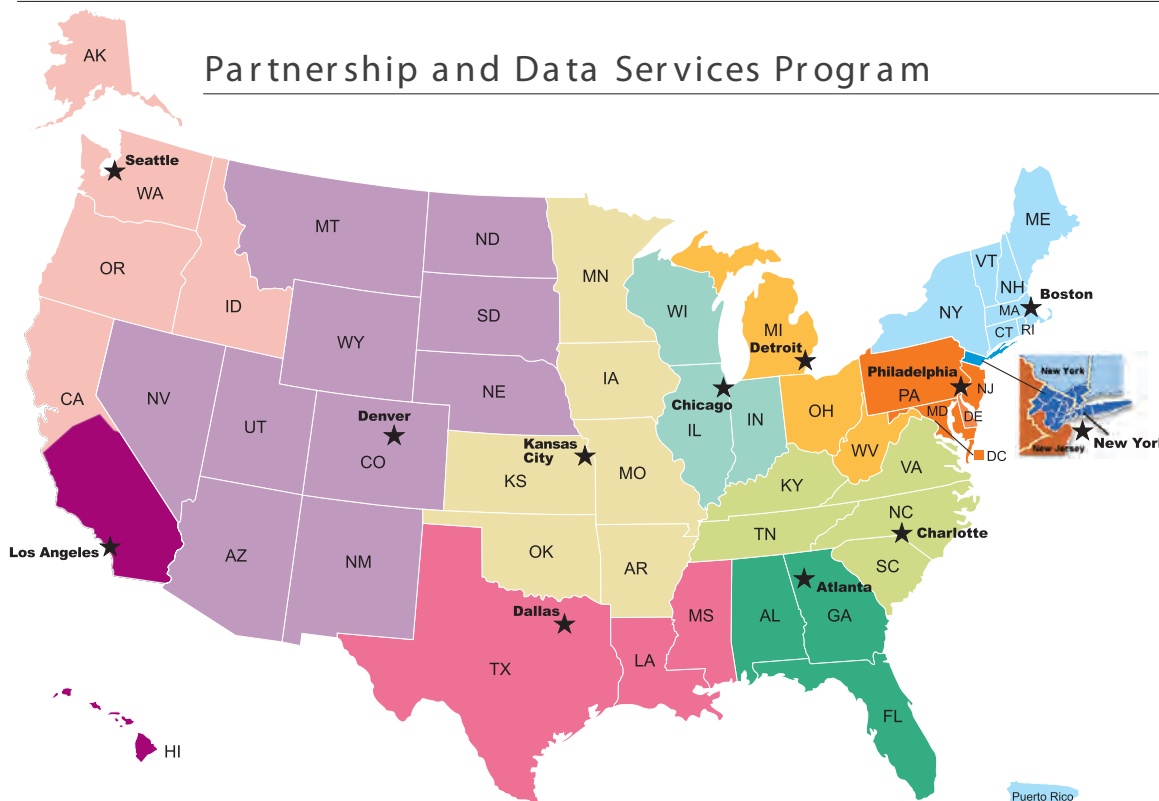 Partnership and Data Services Program
AK
Seattle
WA
OR
ID
CA
NV
MT
WY
UT
Denver
CO
AZ
NM
ND
SD
NE
Kansas
City
KS
OK
MN
IA
MO
AR
Dallas
TX
LA
MS
WI
Chicago
IL
IN
MI
Detroit
OH
WV
KY
TN
VA
NC
Charlotte
SC
Atlanta
AL
GA
FL
Philadelphia
PA
NJ
MD
DE
DC
NY
VT
NH
ME
MA
Boston
CT
RI
New York
New Jersey
New York
Los Angeles
HI
Puerto Rico